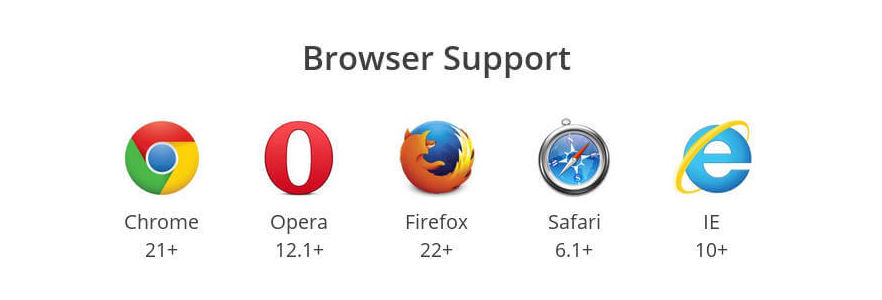 Browser Support
Chrome Opera Firefox Safari IE
21+ 12.1+ 22+ 6.1+ 10+